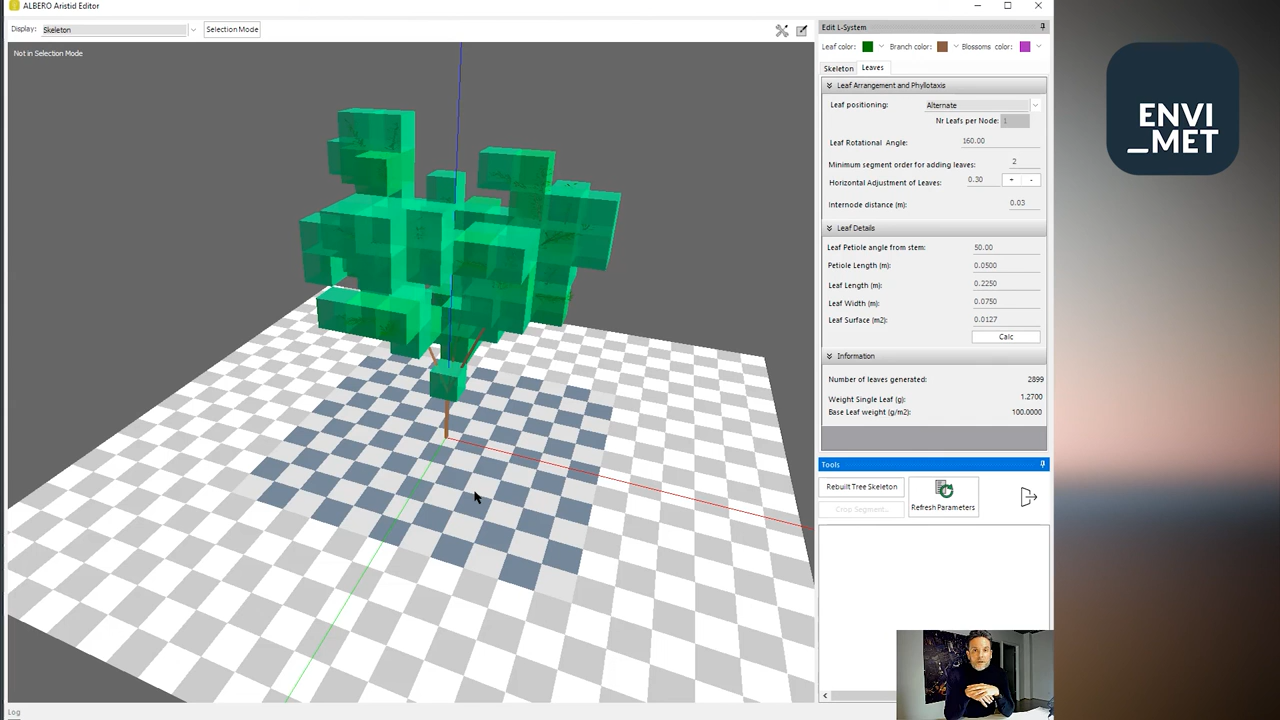 ALBERO Aristid Editor
Display: Skeleton Selection Mode
Not in Selection Mode
Edit L-System
Leaf color: Branch color: Blossoms color:
Skeleton Leaves
Leaf Arrangement and Phyllotaxis
Leaf positioning: Alternate
Nr Leafs per Node: 1
Leaf Rotational Angle: 160.00
Minimum segment order for adding leaves: 2
Horizontal Adjustment of Leaves: 0.30 + -
Internode distance (m): 0.03
Leaf Details
Leaf Petiole angle from stem: 50.00
Petiole Length (m): 0.0500
Leaf Length (m): 0.2250
Leaf Width (m): 0.0750
Leaf Surface (m2): 0.0127
Calc
Information
Number of leaves generated: 2899
Weight Single Leaf (g): 1.2700
Base Leaf weight (g/m2): 100.0000
Tools
Rebuilt Tree Skeleton
Refresh Parameters
Crop Segment...
Log
ENVI
_MET